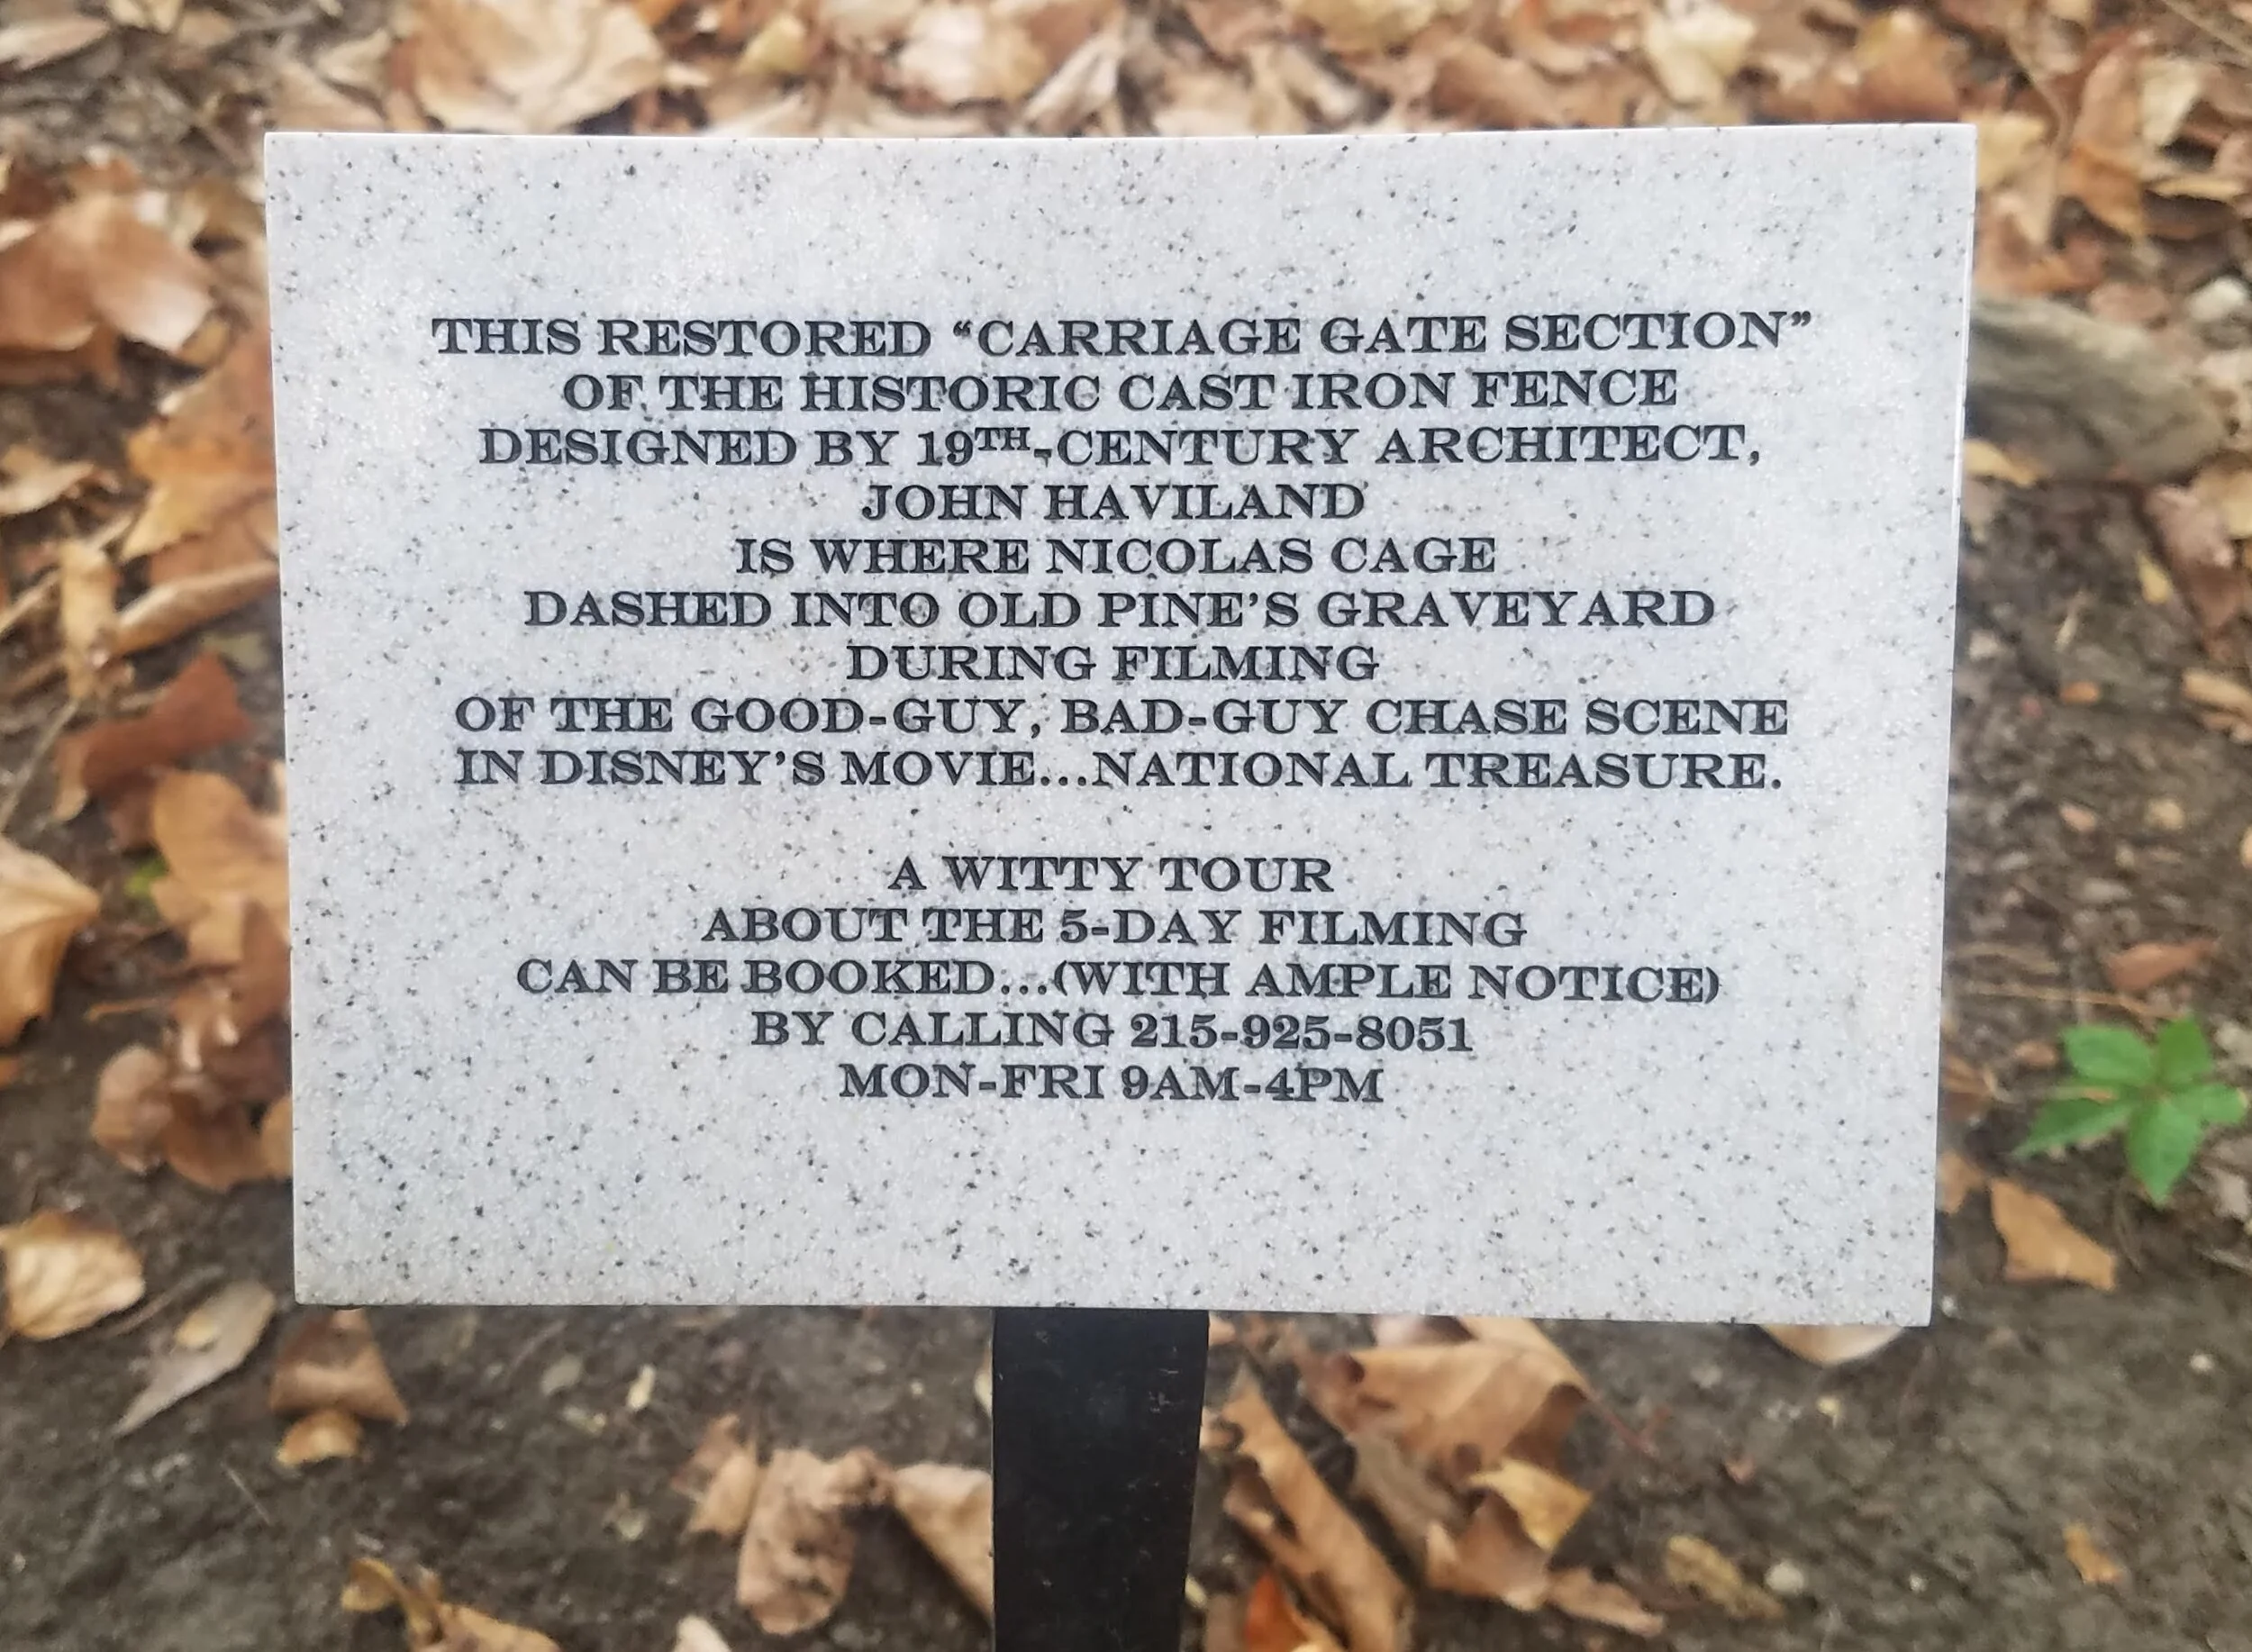 THIS RESTORED “CARRIAGE GATE SECTION”
OF THE HISTORIC CAST IRON FENCE
DESIGNED BY 19TH-CENTURY ARCHITECT,
JOHN HAVILAND
IS WHERE NICOLAS CAGE
DASHED INTO OLD PINE’S GRAVEYARD
DURING FILMING
OF THE GOOD-GUY, BAD-GUY CHASE SCENE
IN DISNEY’S MOVIE...NATIONAL TREASURE.
A WITTY TOUR
ABOUT THE 5-DAY FILMING
CAN BE BOOKED...(WITH AMPLE NOTICE)
BY CALLING 215-925-8051
MON-FRI 9AM-4PM